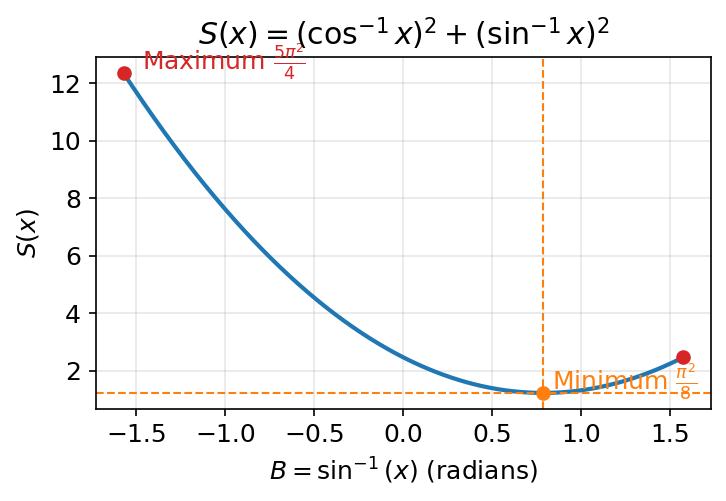 S(x) = (cos⁻¹ x)² + (sin⁻¹ x)²
Maximum 5π²/4
12
10
8
6
4
2
S(x)
Minimum π²/8
−1.5 −1.0 −0.5 0.0 0.5 1.0 1.5
B = sin⁻¹ (x) (radians)